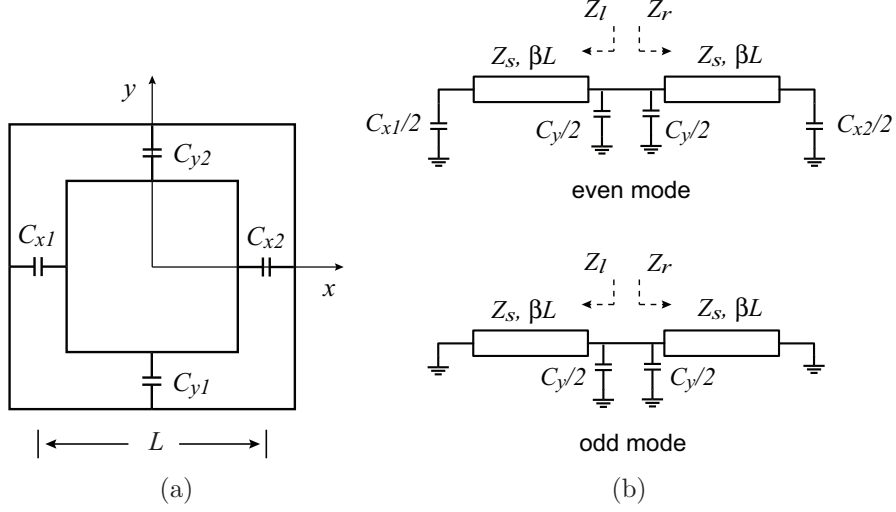 Z_l Z_r
Z_s, βL Z_s, βL
C_x1/2 C_y/2 C_y/2 C_x2/2
even mode
y
C_y2
C_x1 C_x2
x
C_y1
L
(a)
Z_l Z_r
Z_s, βL Z_s, βL
C_y/2 C_y/2
odd mode
(b)